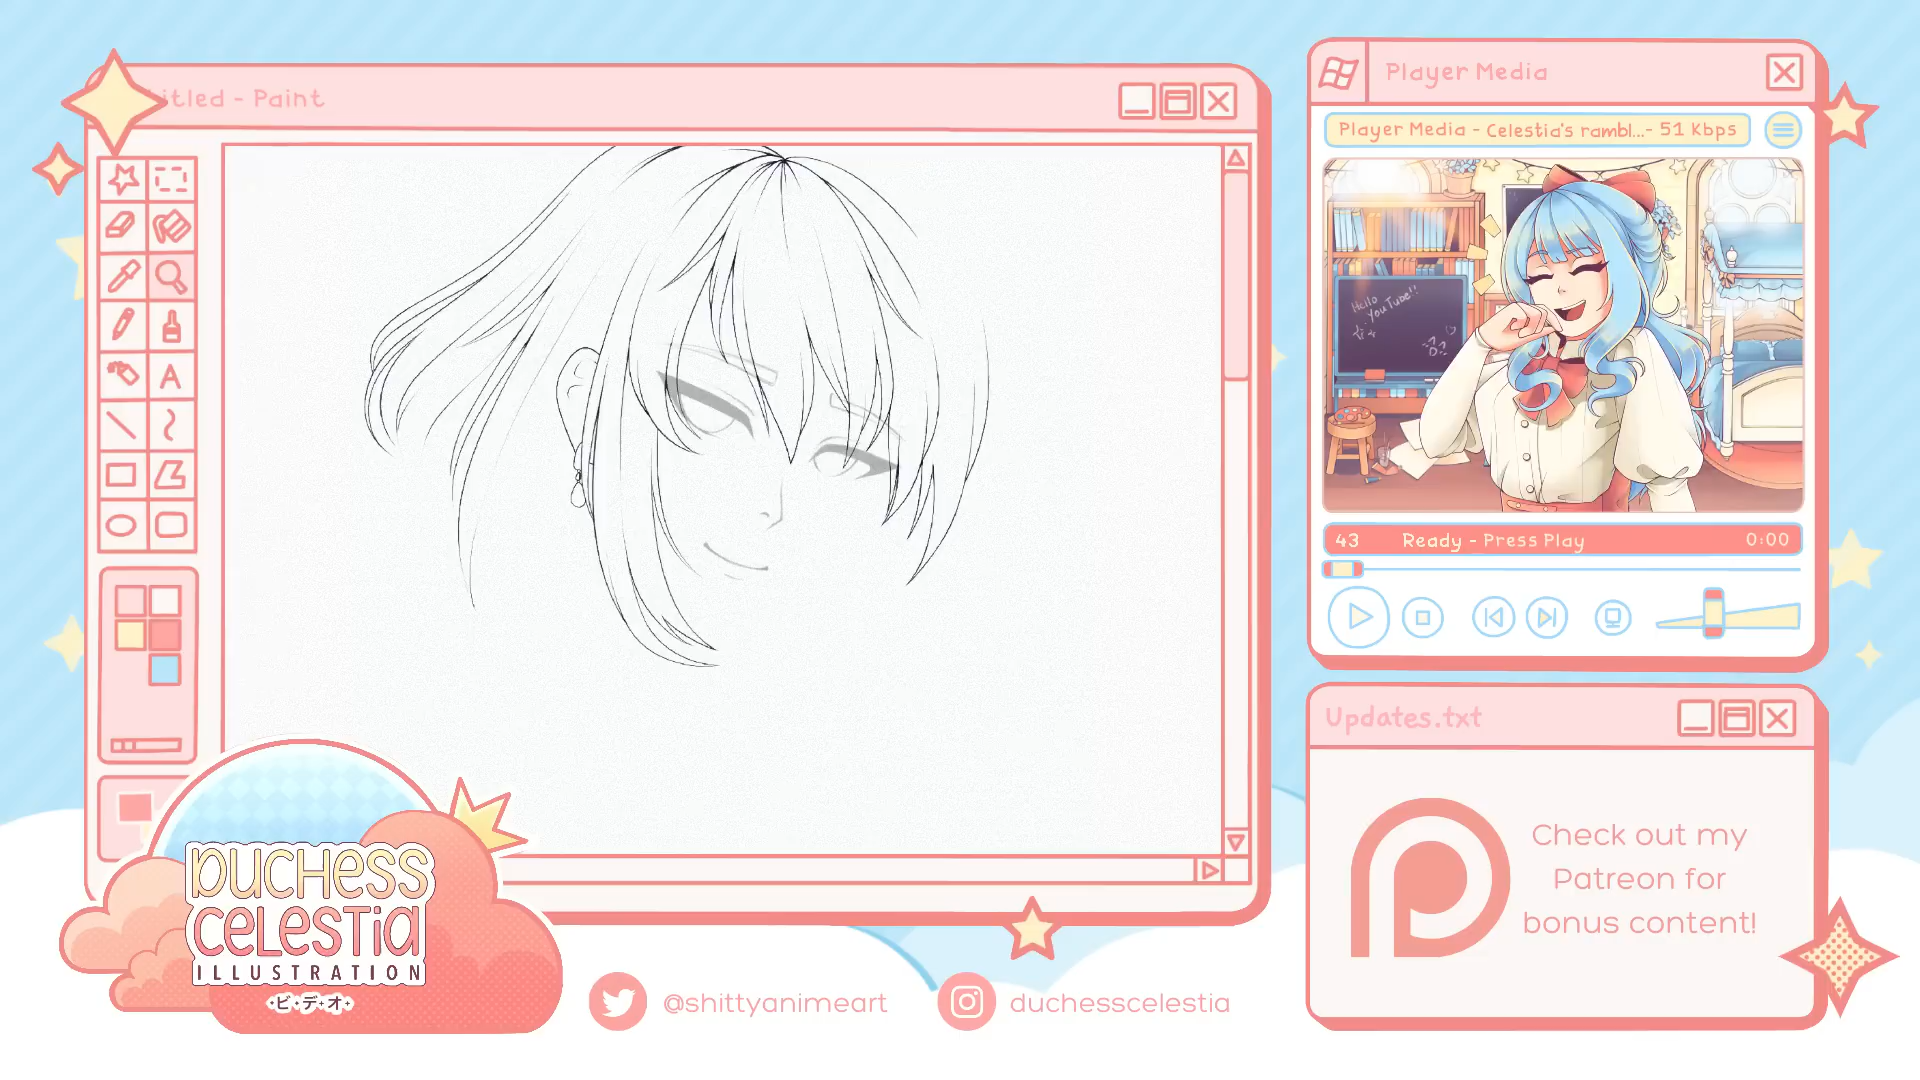 titled - Paint
A
DUCHESS
CELESTIA
ILLUSTRATION
・ビ・デ・オ・
@shittyanimeart
duchesscelestia
Player Media
Player Media - Celestia's rambl...- 51 Kbps
Hello
YouTube!!
43 Ready - Press Play 0:00
Updates.txt
Check out my
Patreon for
bonus content!